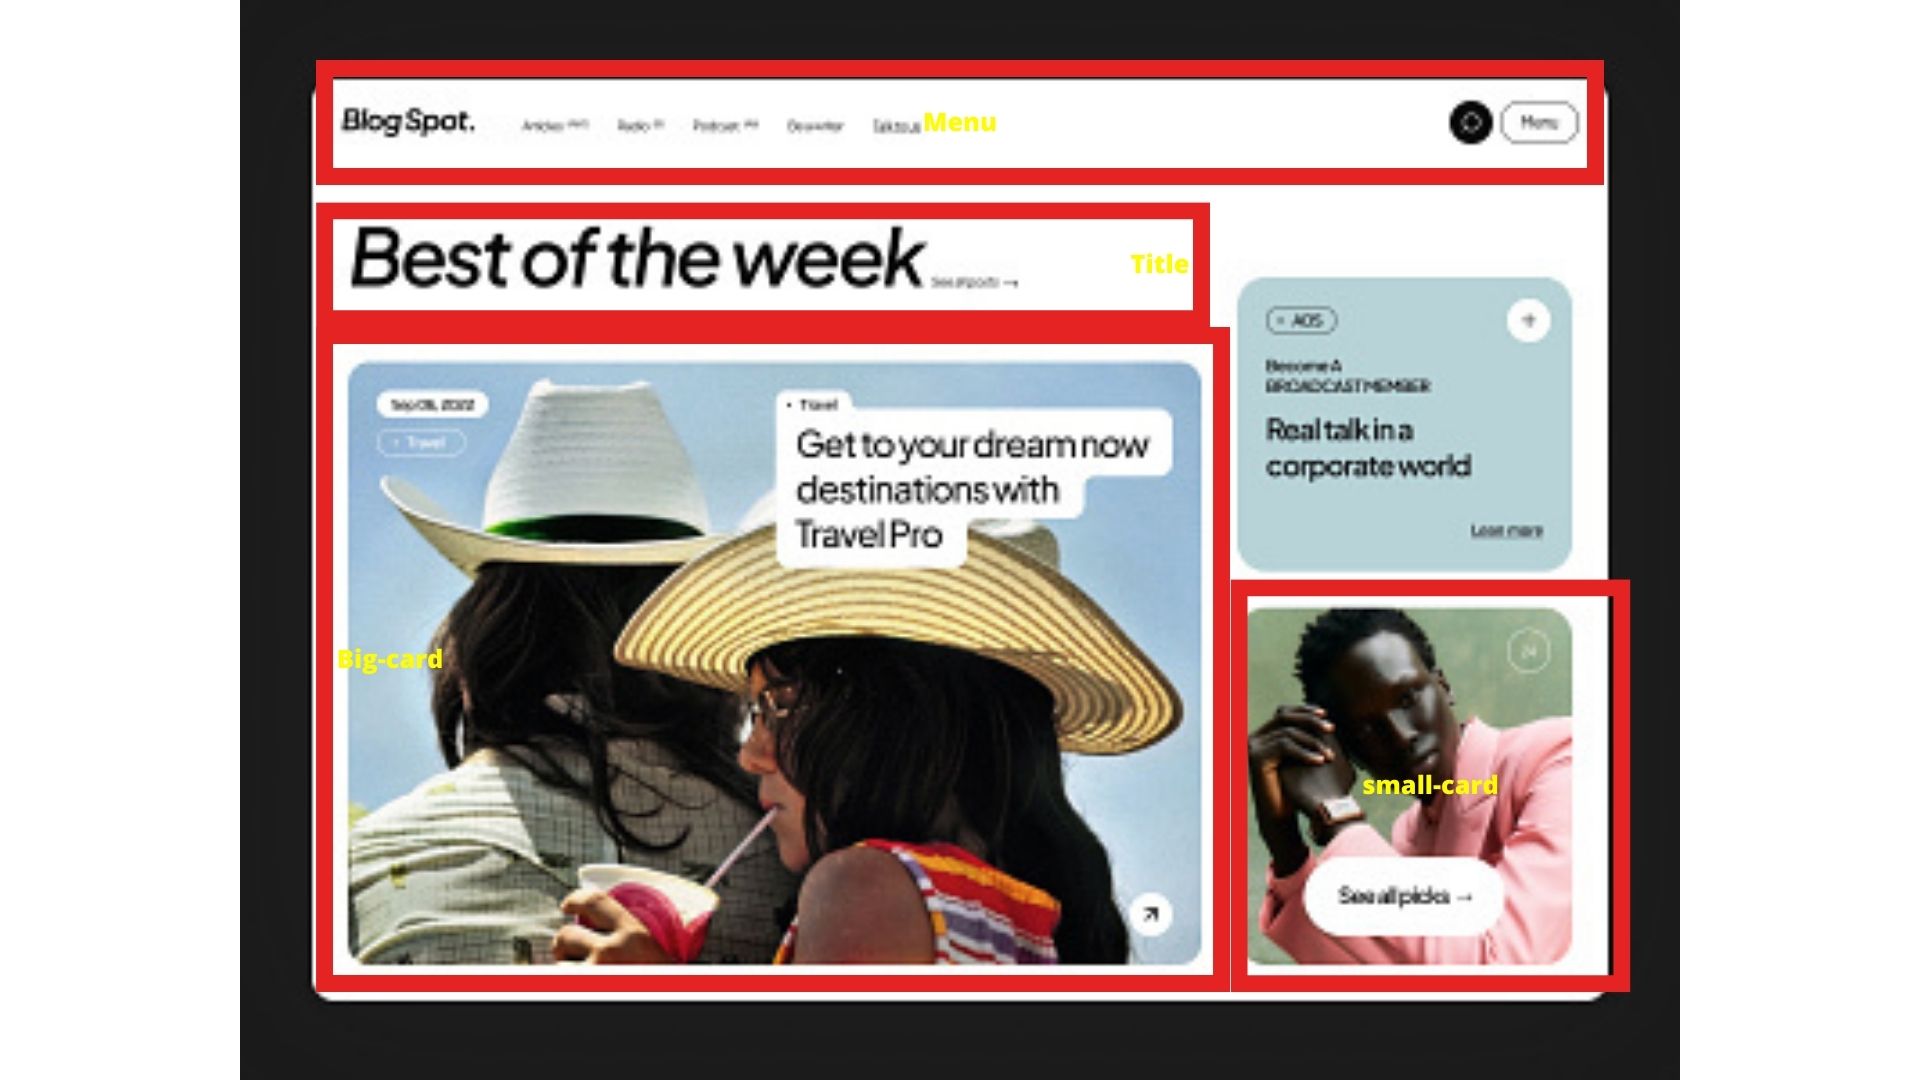 BlogSpot.
Articles
Radio
Podcast
Talk to us
Menu
Menu
Best of the week
See all posts →
Title
ADS
+
Become A
BROADCAST MEMBER
Real talk in a
corporate world
Learn more
Sep 08, 2022
Travel
• Travel
Get to your dream now
destinations with
Travel Pro
Big-card
24
small-card
See all picks →